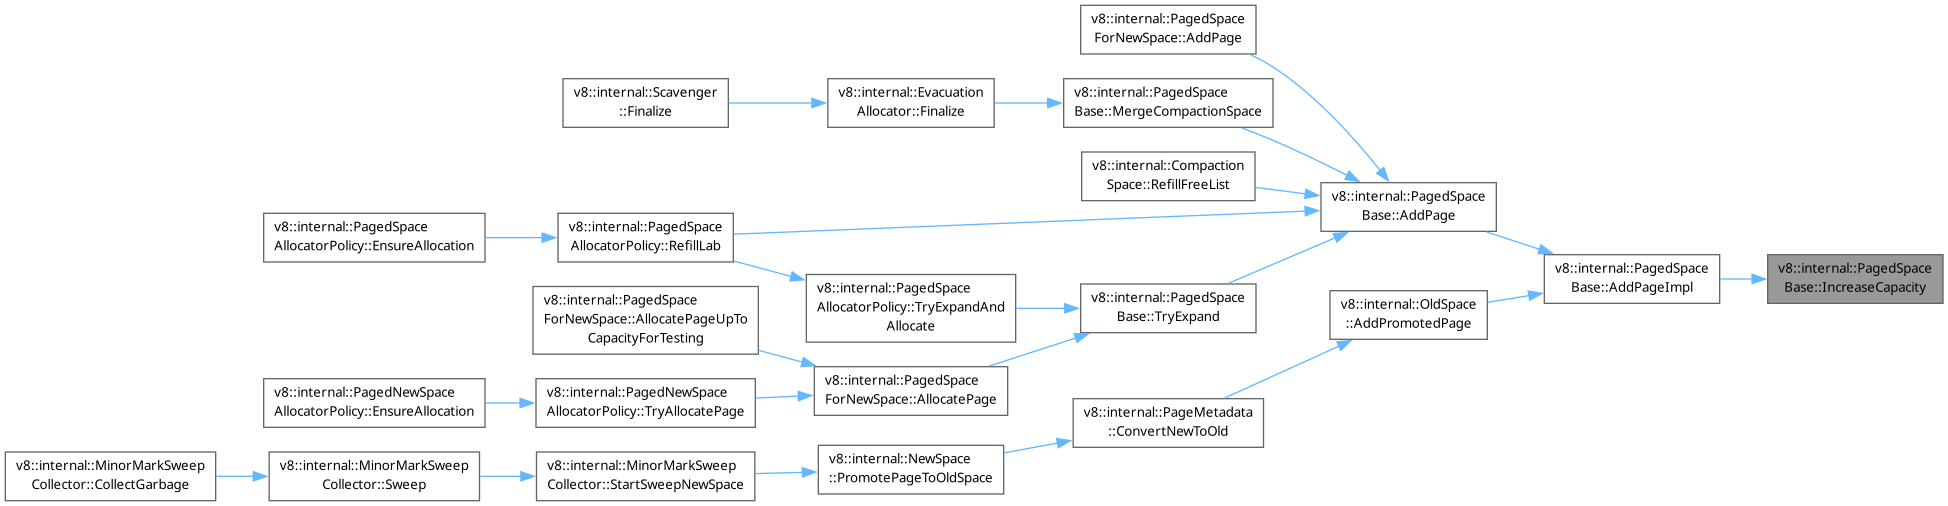 v8::internal::PagedSpace
ForNewSpace::AddPage
v8::internal::Scavenger
::Finalize
v8::internal::Evacuation
Allocator::Finalize
v8::internal::PagedSpace
Base::MergeCompactionSpace
v8::internal::Compaction
Space::RefillFreeList
v8::internal::PagedSpace
Base::AddPage
v8::internal::PagedSpace
AllocatorPolicy::EnsureAllocation
v8::internal::PagedSpace
AllocatorPolicy::RefillLab
v8::internal::PagedSpace
Base::AddPageImpl
v8::internal::PagedSpace
Base::IncreaseCapacity
v8::internal::PagedSpace
AllocatorPolicy::TryExpandAnd
Allocate
v8::internal::PagedSpace
Base::TryExpand
v8::internal::OldSpace
::AddPromotedPage
v8::internal::PagedSpace
ForNewSpace::AllocatePageUpTo
CapacityForTesting
v8::internal::PagedSpace
ForNewSpace::AllocatePage
v8::internal::PagedNewSpace
AllocatorPolicy::EnsureAllocation
v8::internal::PagedNewSpace
AllocatorPolicy::TryAllocatePage
v8::internal::PageMetadata
::ConvertNewToOld
v8::internal::MinorMarkSweep
Collector::CollectGarbage
v8::internal::MinorMarkSweep
Collector::Sweep
v8::internal::MinorMarkSweep
Collector::StartSweepNewSpace
v8::internal::NewSpace
::PromotePageToOldSpace